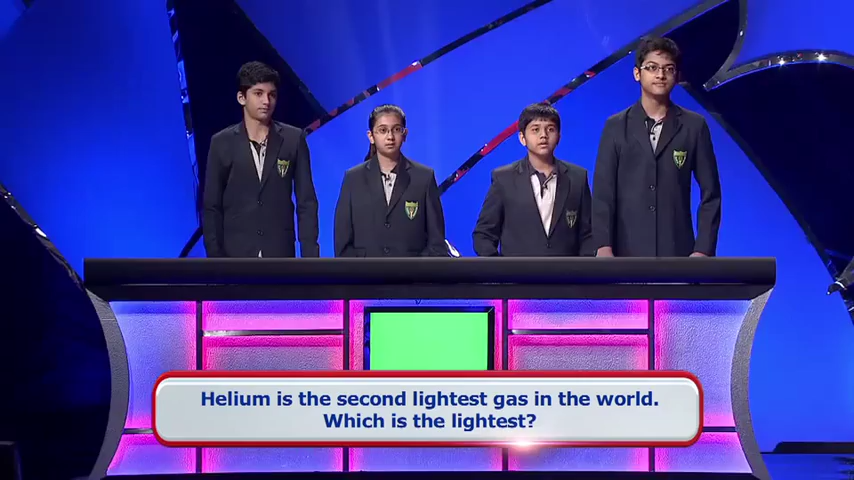 Helium is the second lightest gas in the world.
Which is the lightest?